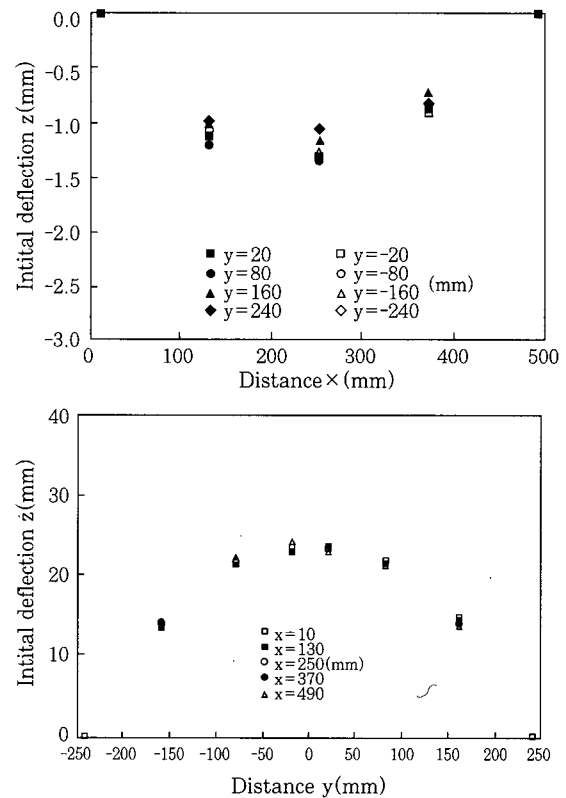 0.0
-0.5
-1.0
-1.5
-2.0
-2.5
-3.0
Intital deflection z(mm)
■ y=20 □ y=-20
● y=80 ○ y=-80
▲ y=160 △ y=-160
◆ y=240 ◇ y=-240
(mm)
0 100 200 300 400 500
Distance×(mm)
40
30
20
10
0
Intital deflection z(mm)
□ x=10
■ x=130
○ x=250(mm)
● x=370
△ x=490
-250 -200 -150 -100 -50 0 50 100 150 200 250
Distance y(mm)